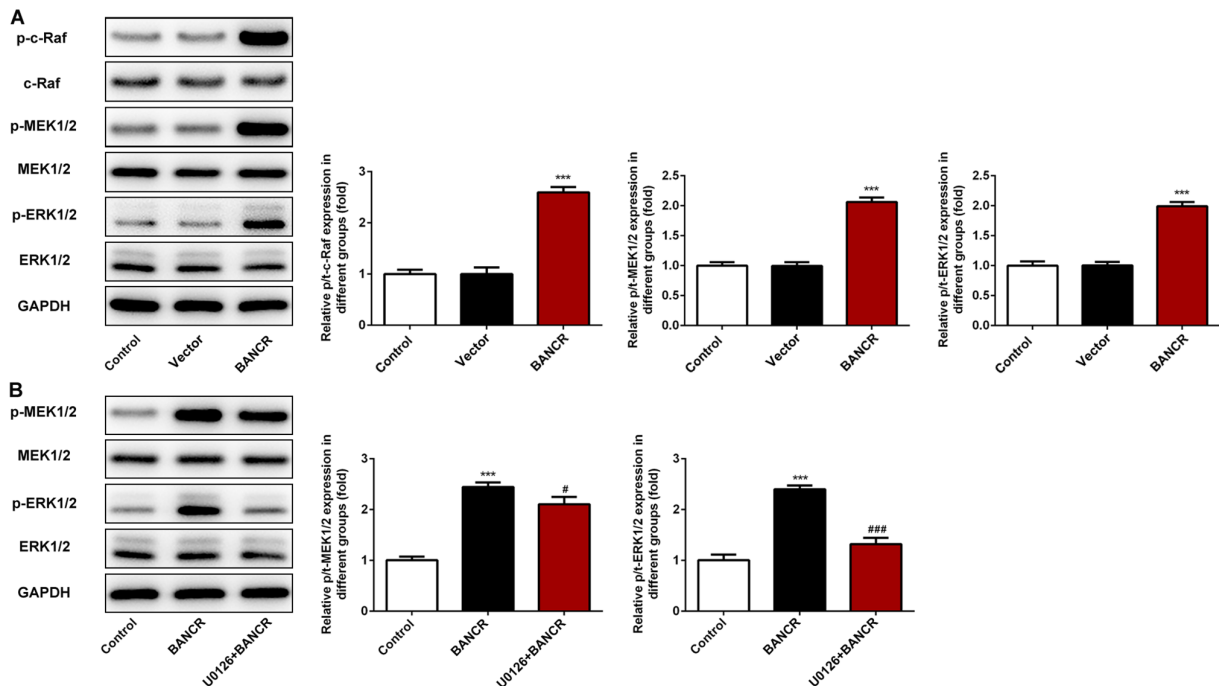 A
p-c-Raf
c-Raf
p-MEK1/2
MEK1/2
p-ERK1/2
ERK1/2
GAPDH
Control
Vector
BANCR
Relative p/t-c-Raf expression in
different groups (fold)
3
2
1
0
***
Control
Vector
BANCR
Relative p/t-MEK1/2 expression in
different groups (fold)
2.5
2.0
1.5
1.0
0.5
0.0
***
Control
Vector
BANCR
Relative p/t-ERK1/2 expression in
different groups (fold)
2.5
2.0
1.5
1.0
0.5
0.0
***
Control
Vector
BANCR
B
p-MEK1/2
MEK1/2
p-ERK1/2
ERK1/2
GAPDH
Control
BANCR
U0126+BANCR
Relative p/t-MEK1/2 expression in
different groups (fold)
3
2
1
0
***
#
Control
BANCR
U0126+BANCR
Relative p/t-ERK1/2 expression in
different groups (fold)
3
2
1
0
***
###
Control
BANCR
U0126+BANCR